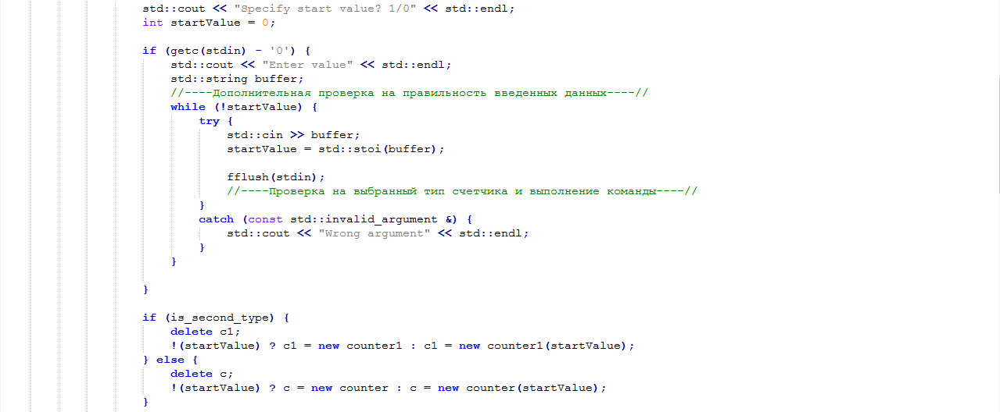 std::cout << "Specify start value? 1/0" << std::endl;
int startValue = 0;
if (getc(stdin) - '0') {
std::cout << "Enter value" << std::endl;
std::string buffer;
//----Дополнительная проверка на правильность введенных данных----//
while (!startValue) {
try {
std::cin >> buffer;
startValue = std::stoi(buffer);
fflush(stdin);
//----Проверка на выбранный тип счетчика и выполнение команды----//
}
catch (const std::invalid_argument &) {
std::cout << "Wrong argument" << std::endl;
}
}
}
if (is_second_type) {
delete c1;
!(startValue) ? c1 = new counter1 : c1 = new counter1(startValue);
} else {
delete c;
!(startValue) ? c = new counter : c = new counter(startValue);
}